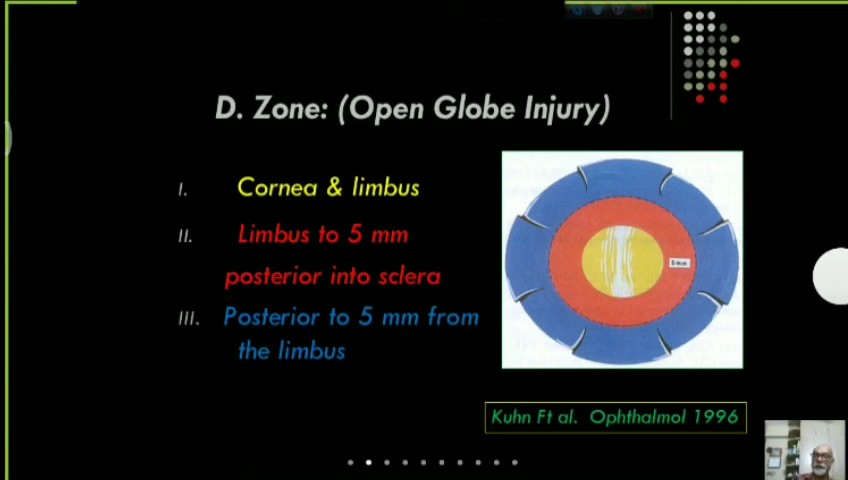 D. Zone: (Open Globe Injury)
I. Cornea & limbus
II. Limbus to 5 mm
posterior into sclera
III. Posterior to 5 mm from
the limbus
5 mm
Kuhn Ft al. Ophthalmol 1996